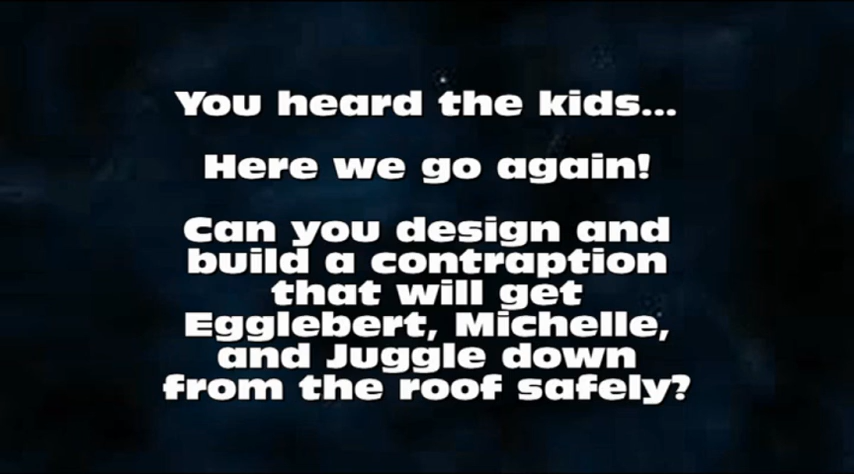 You heard the kids...
Here we go again!
Can you design and
build a contraption
that will get
Egglebert, Michelle,
and Juggle down
from the roof safely?